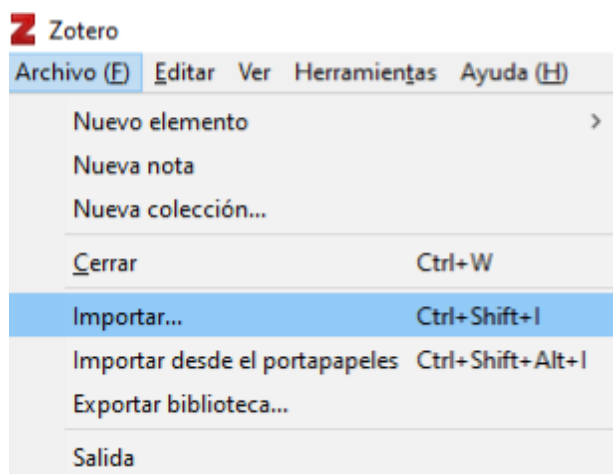 Zotero
Archivo (F) Editar Ver Herramientas Ayuda (H)
Nuevo elemento >
Nueva nota
Nueva colección...
Cerrar Ctrl+W
Importar... Ctrl+Shift+I
Importar desde el portapapeles Ctrl+Shift+Alt+I
Exportar biblioteca...
Salida